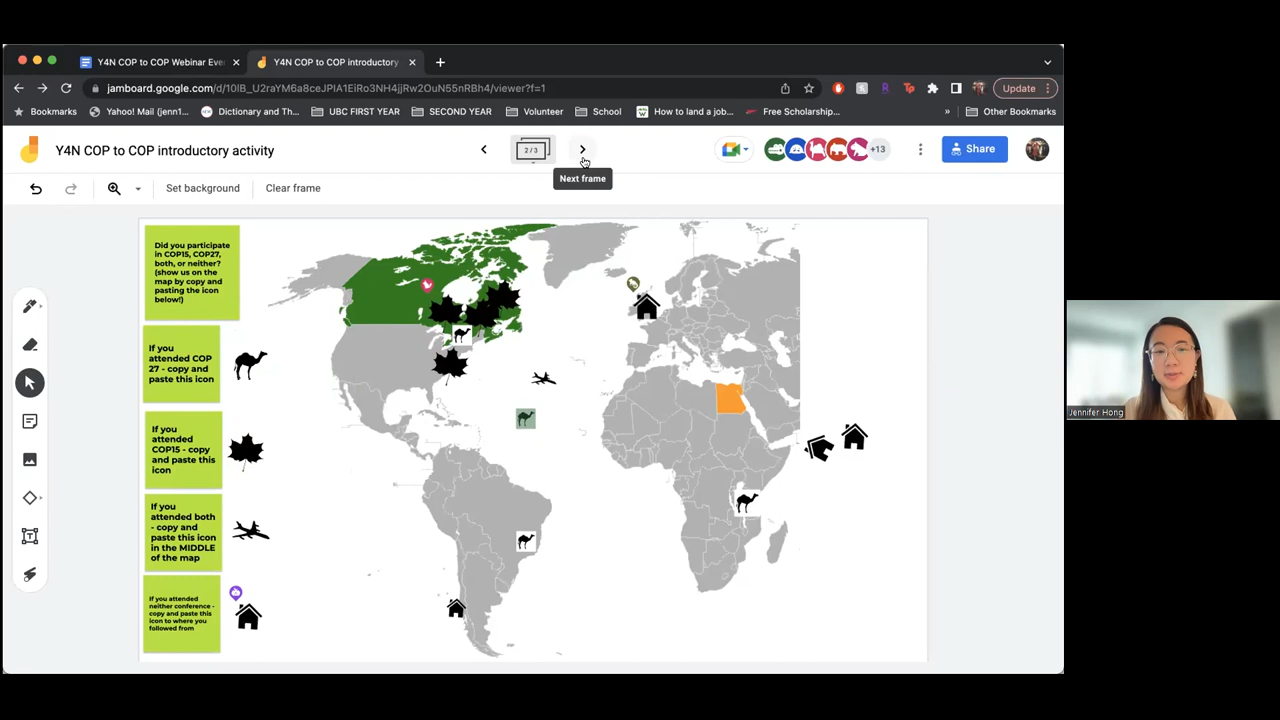 Y4N COP to COP Webinar Eve
Y4N COP to COP introductory
jamboard.google.com/d/10IB_U2raYM6a8ceJPIA1EiRo3NH4jjRw2OuN55nRBh4/viewer?f=1
Update
Bookmarks
Yahoo! Mail (jenn1...
Dictionary and Th...
UBC FIRST YEAR
SECOND YEAR
Volunteer
School
How to land a job...
Free Scholarship...
»
Other Bookmarks
Y4N COP to COP introductory activity
2/3
+13
Share
Next frame
Set background
Clear frame
Did you participate
in COP15, COP27,
both, or neither?
(show us on the
map by copy and
pasting the icon
below!)
If you
attended COP
27 - copy and
paste this icon
If you
attended
COP15 - copy
and paste this
icon
If you
attended both
- copy and
paste this icon
in the MIDDLE
of the map
If you attended
neither conference -
copy and paste this
icon to where you
followed from
Jennifer Hong